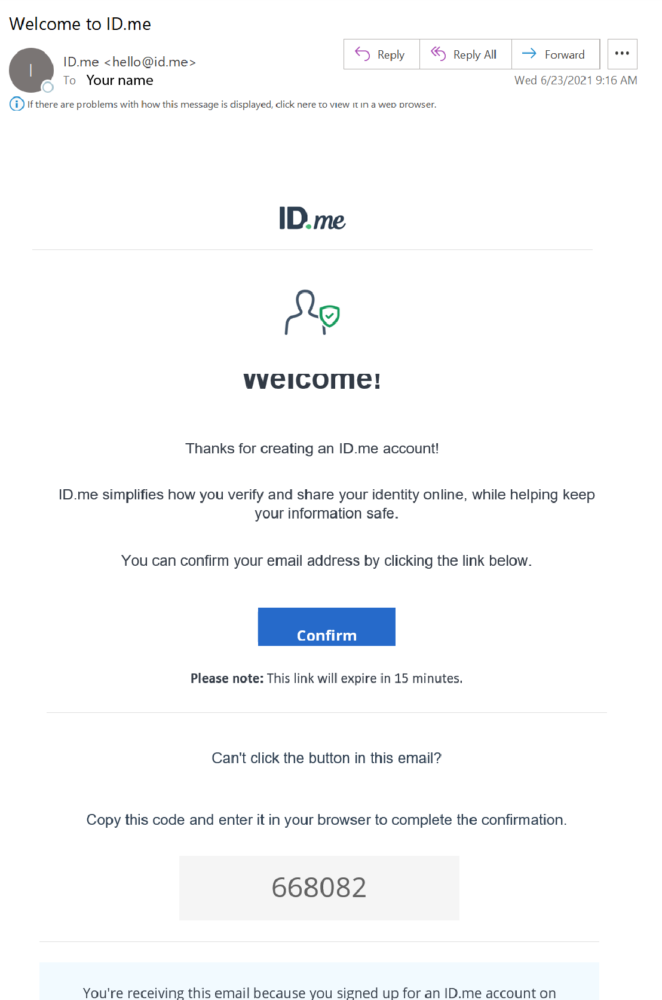 Welcome to ID.me
I
ID.me <hello@id.me>
To Your name
Reply
Reply All
Forward
Wed 6/23/2021 9:16 AM
If there are problems with how this message is displayed, click here to view it in a web browser.
ID.me
Welcome!
Thanks for creating an ID.me account!
ID.me simplifies how you verify and share your identity online, while helping keep
your information safe.
You can confirm your email address by clicking the link below.
Confirm
Please note: This link will expire in 15 minutes.
Can't click the button in this email?
Copy this code and enter it in your browser to complete the confirmation.
668082
You're receiving this email because you signed up for an ID.me account on